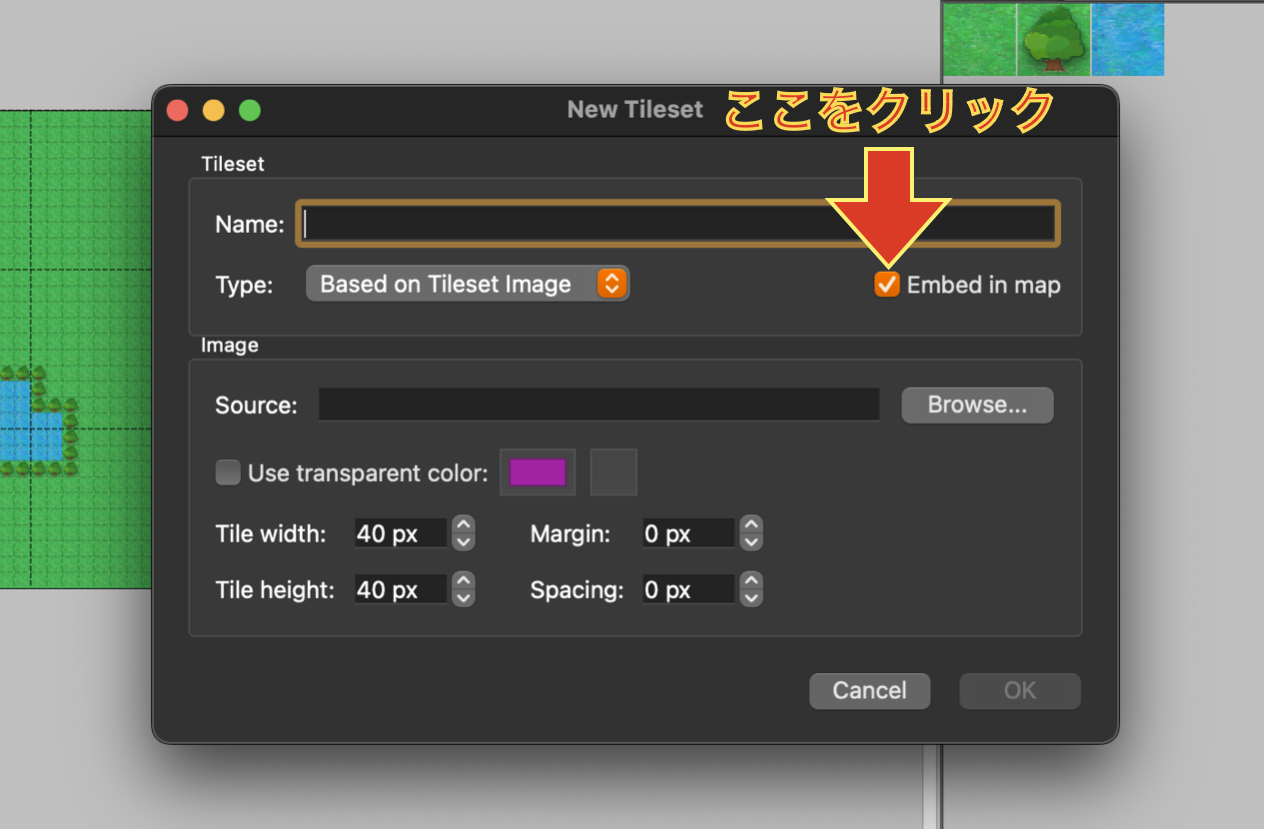 New Tileset
ここをクリック
Tileset
Name:
Type: Based on Tileset Image Embed in map
Image
Source: Browse...
Use transparent color:
Tile width: 40 px Margin: 0 px
Tile height: 40 px Spacing: 0 px
Cancel OK